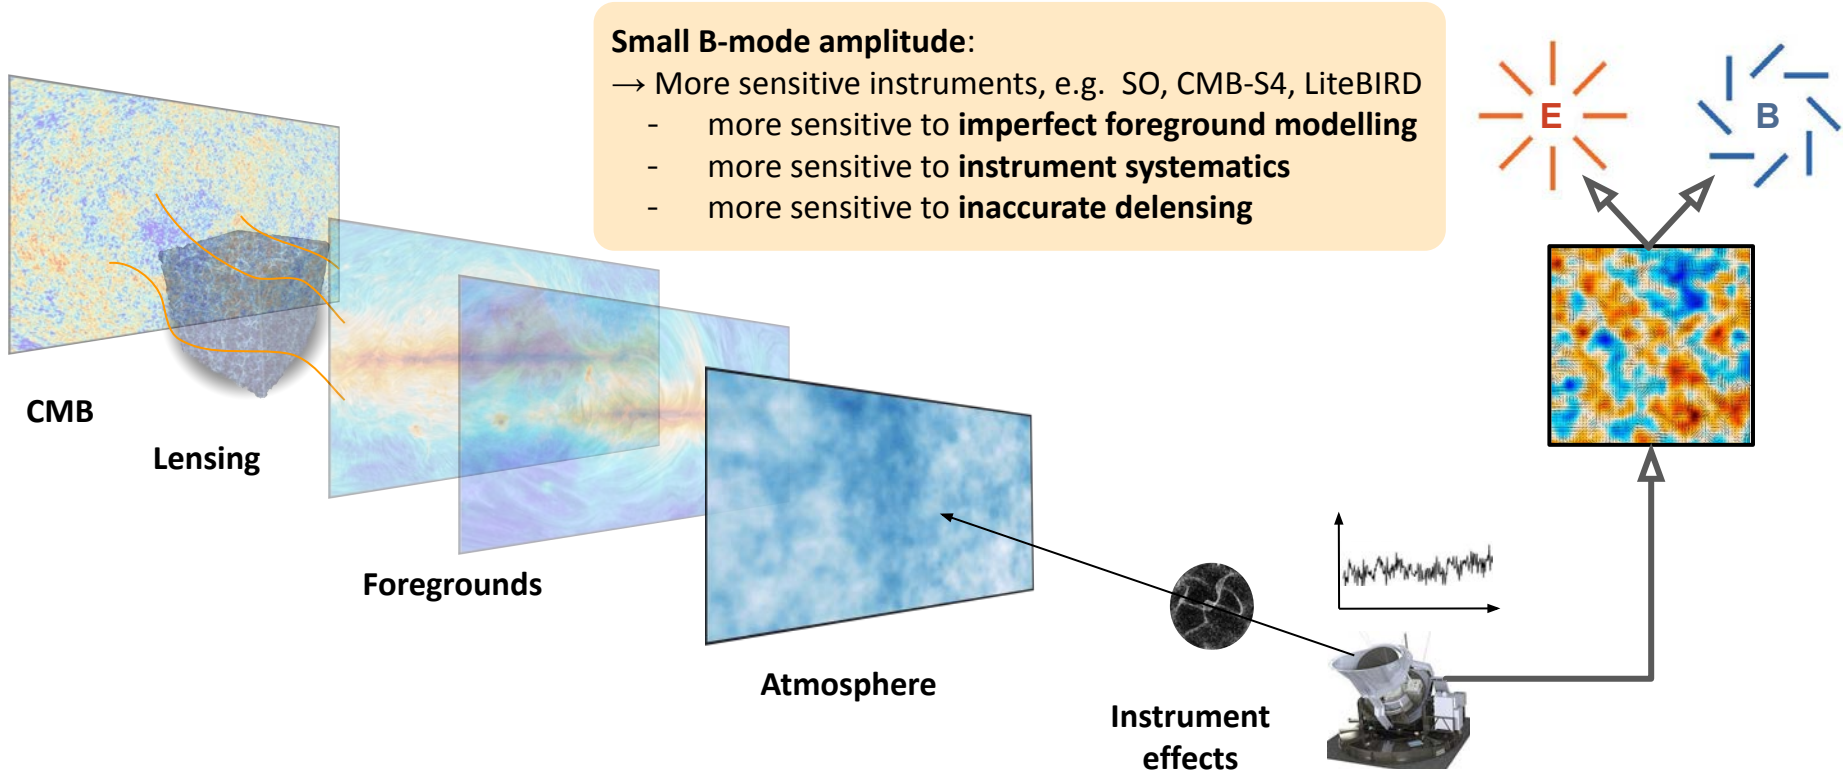 Small B-mode amplitude:
→ More sensitive instruments, e.g. SO, CMB-S4, LiteBIRD
- more sensitive to imperfect foreground modelling
- more sensitive to instrument systematics
- more sensitive to inaccurate delensing
E
B
CMB
Lensing
Foregrounds
Atmosphere
Instrument
effects